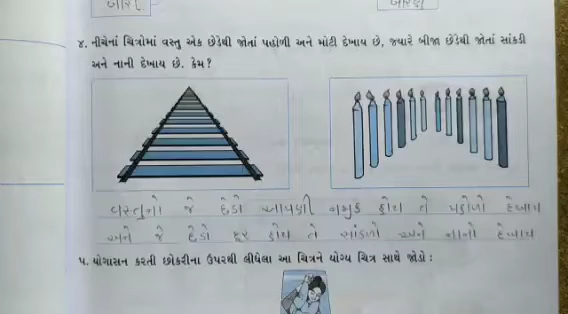 બારી
બારણું
૪. નીચેનાં ચિત્રોમાં વસ્તુ એક છેડેથી જોતાં પહોળી અને મોટી દેખાય છે, જ્યારે બીજા છેડેથી જોતાં સાંકડી
અને નાની દેખાય છે. કેમ ?
વસ્તુનો જે છેડો આપણી નજીક હોય તે પહોળો દેખાય
અને જે છેડો દૂર હોય તે સાંકડો અને નાનો દેખાય
૫. યોગાસન કરતી છોકરીના ઉપરથી લીધેલા આ ચિત્રને યોગ્ય ચિત્ર સાથે જોડો :